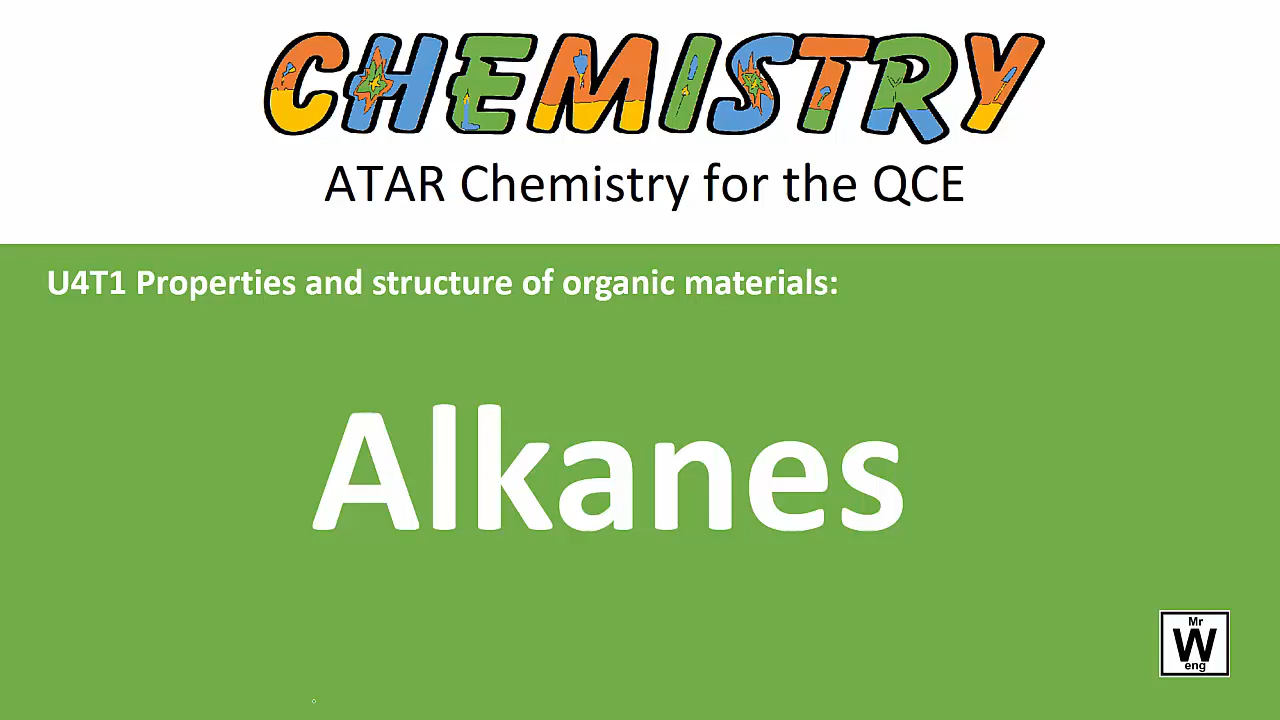 CHEMISTRY
ATAR Chemistry for the QCE
U4T1 Properties and structure of organic materials:
Alkanes
Mr
W
eng